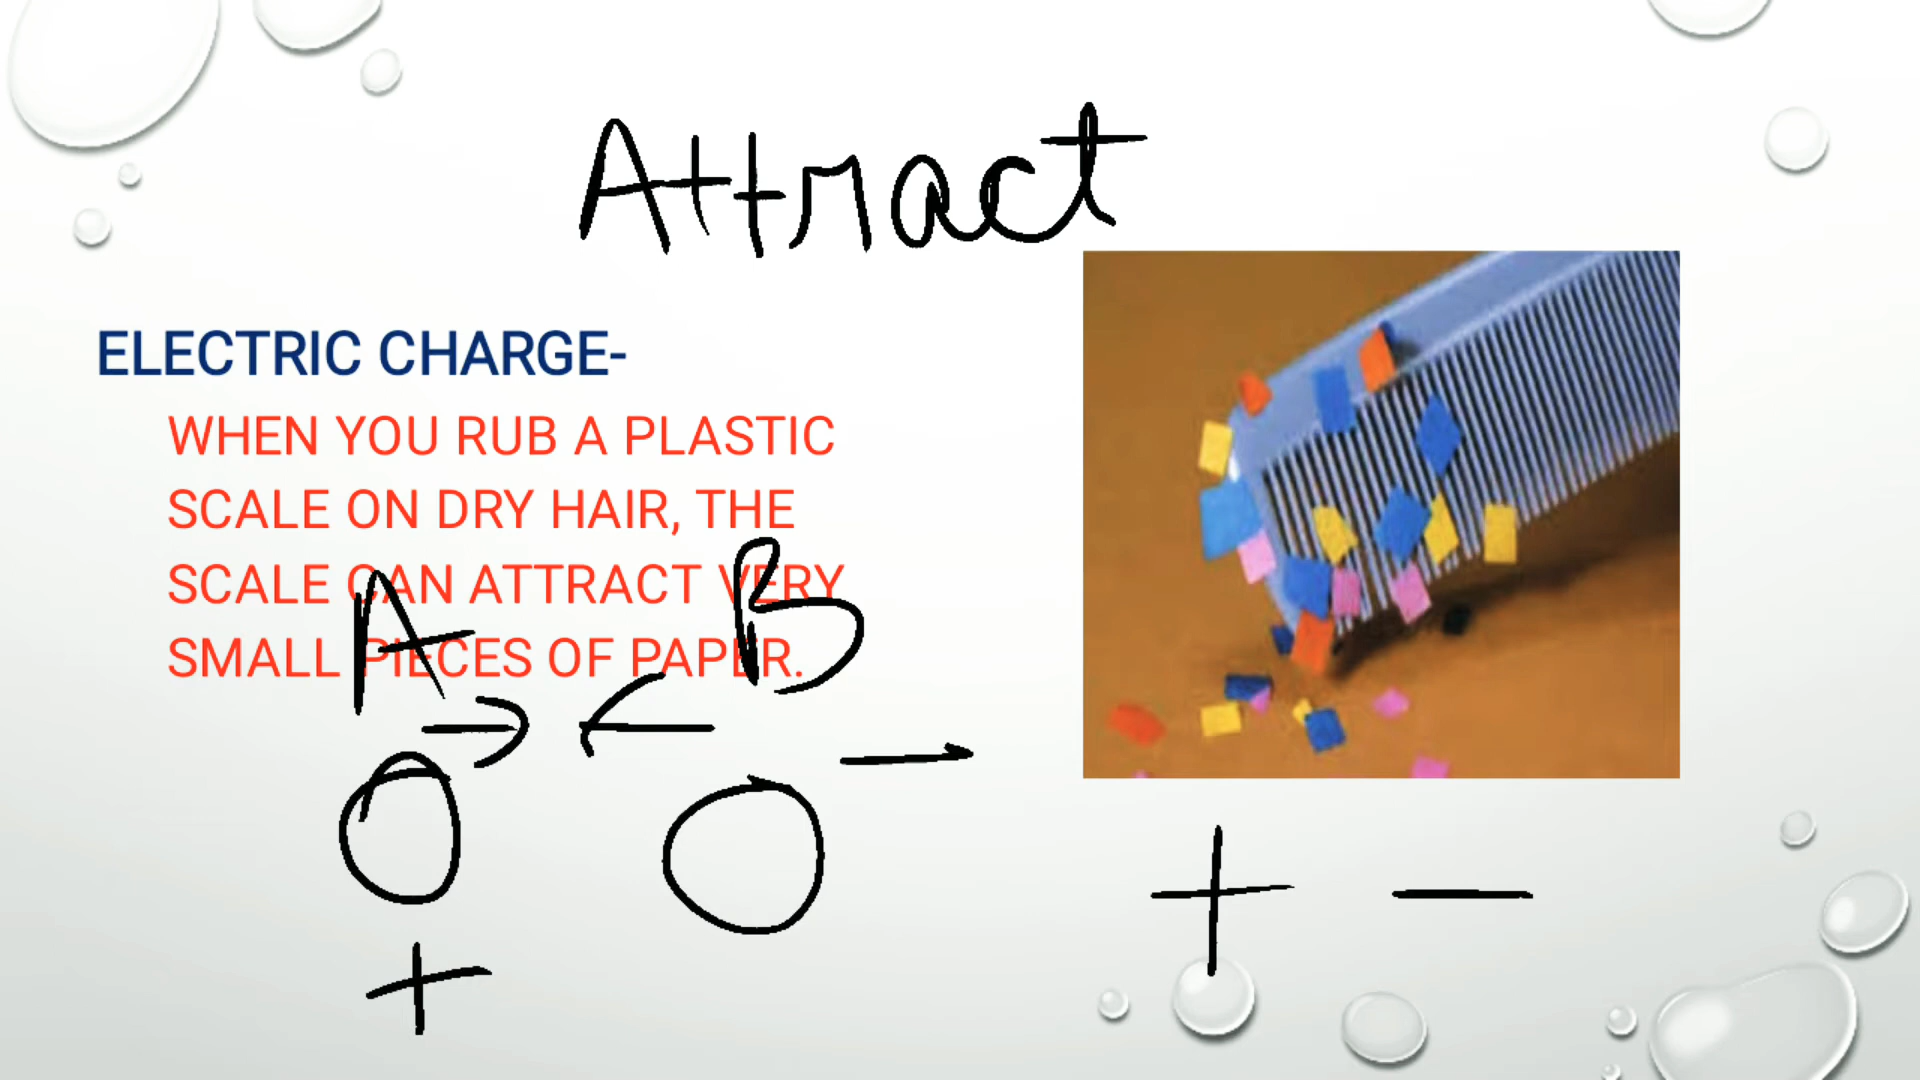 Attract
ELECTRIC CHARGE-
WHEN YOU RUB A PLASTIC
SCALE ON DRY HAIR, THE
SCALE CAN ATTRACT VERY
SMALL PIECES OF PAPER.
A B
+
+ −